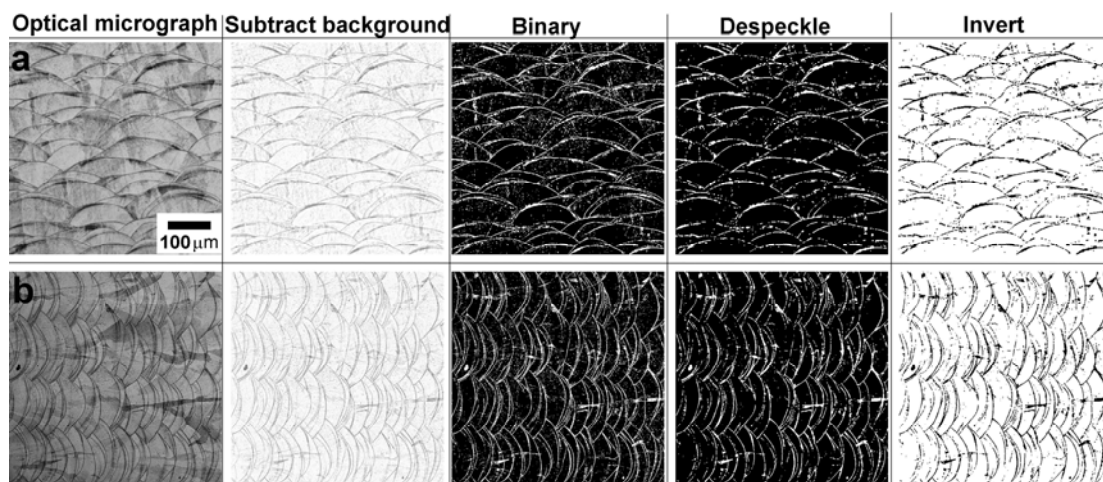 Optical micrograph Subtract background Binary Despeckle Invert
a
100 μm
b